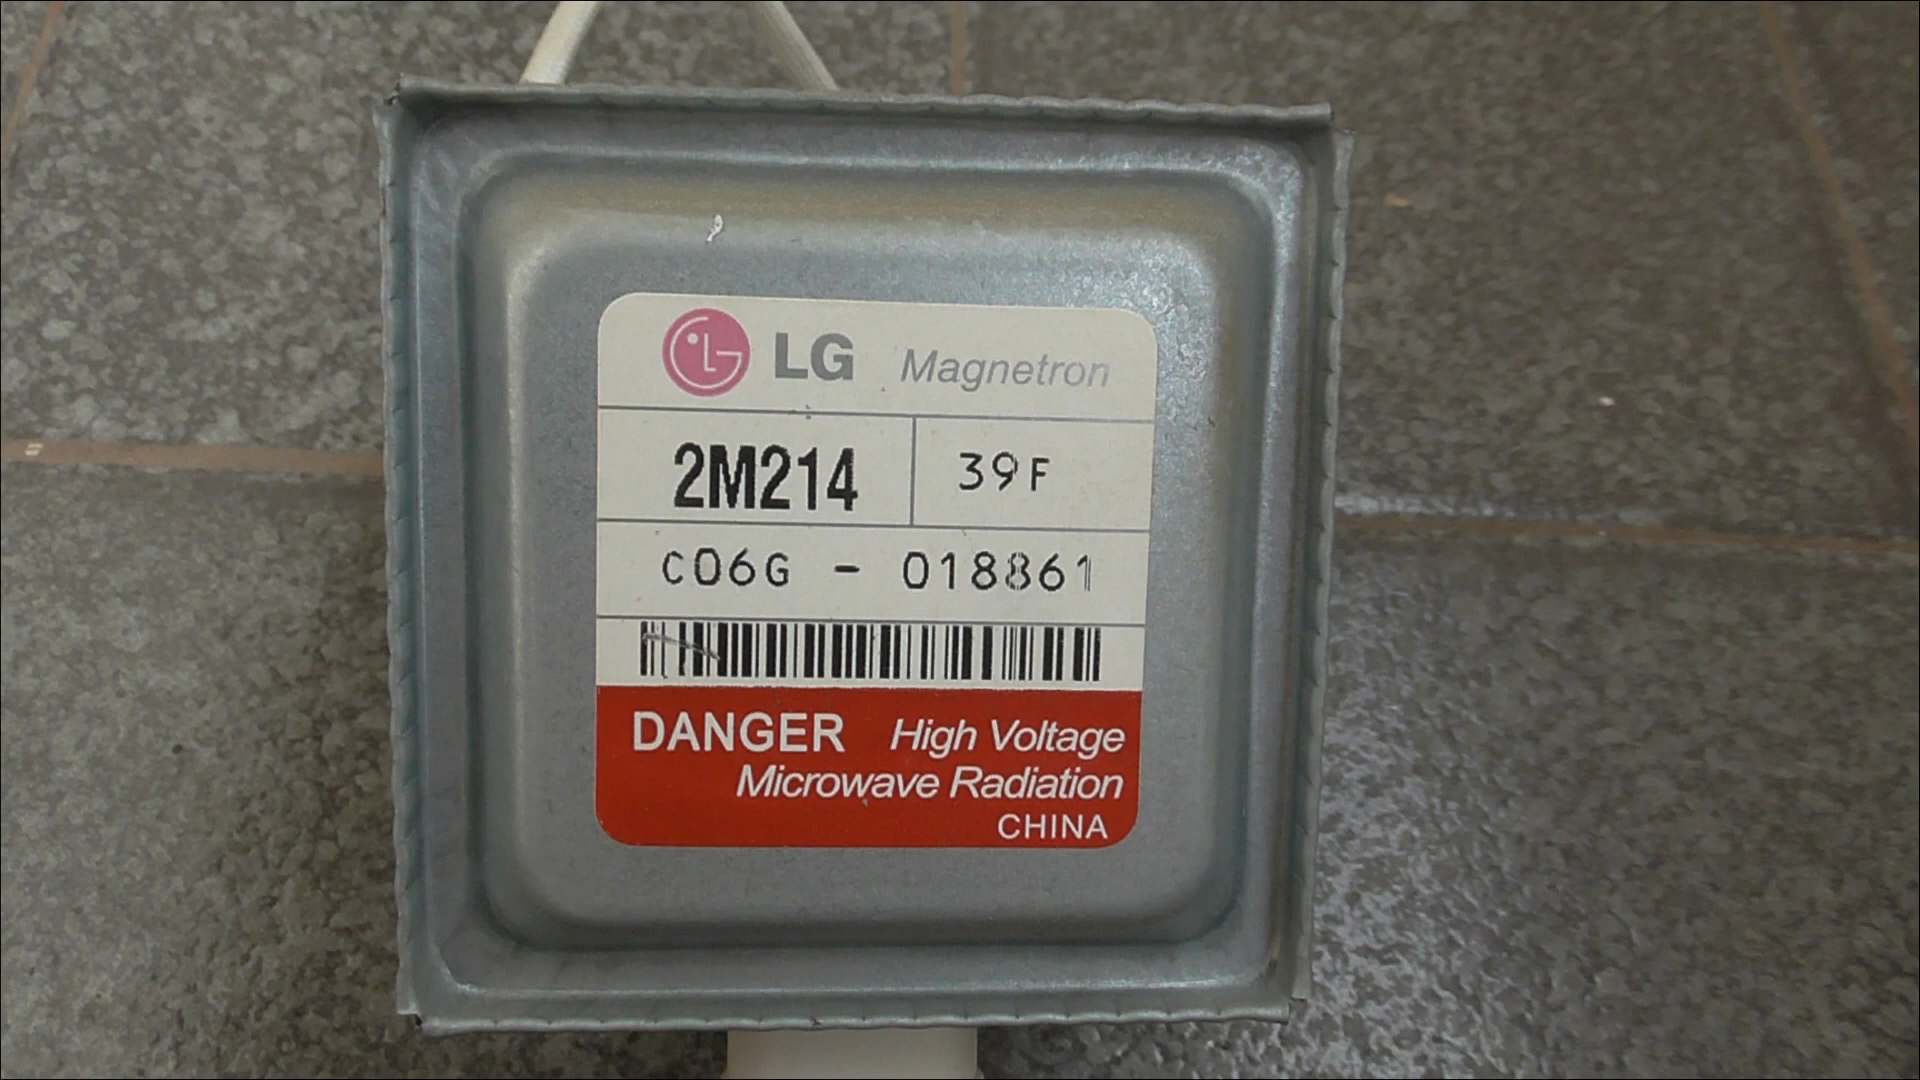 LG Magnetron
2M214 39F
C06G - 018861
DANGER High Voltage
Microwave Radiation
CHINA